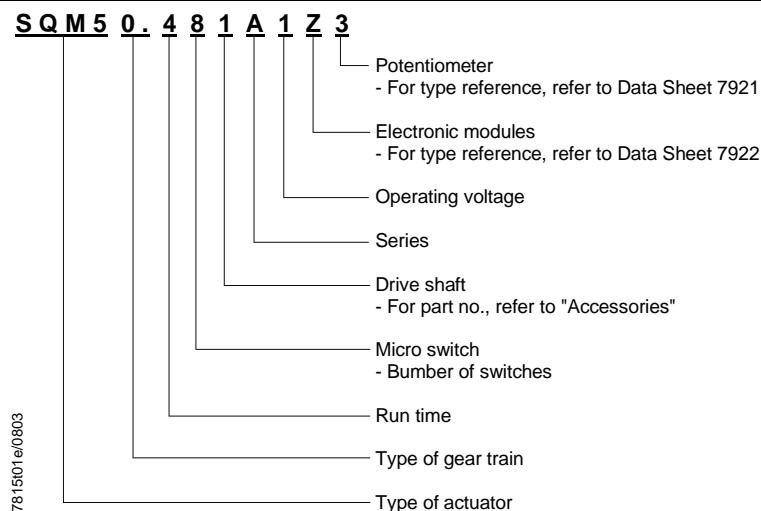 SQM50.481A1Z3
Potentiometer
- For type reference, refer to Data Sheet 7921
Electronic modules
- For type reference, refer to Data Sheet 7922
Operating voltage
Series
Drive shaft
- For part no., refer to "Accessories"
Micro switch
- Bumber of switches
Run time
Type of gear train
Type of actuator
7815t01e/0803